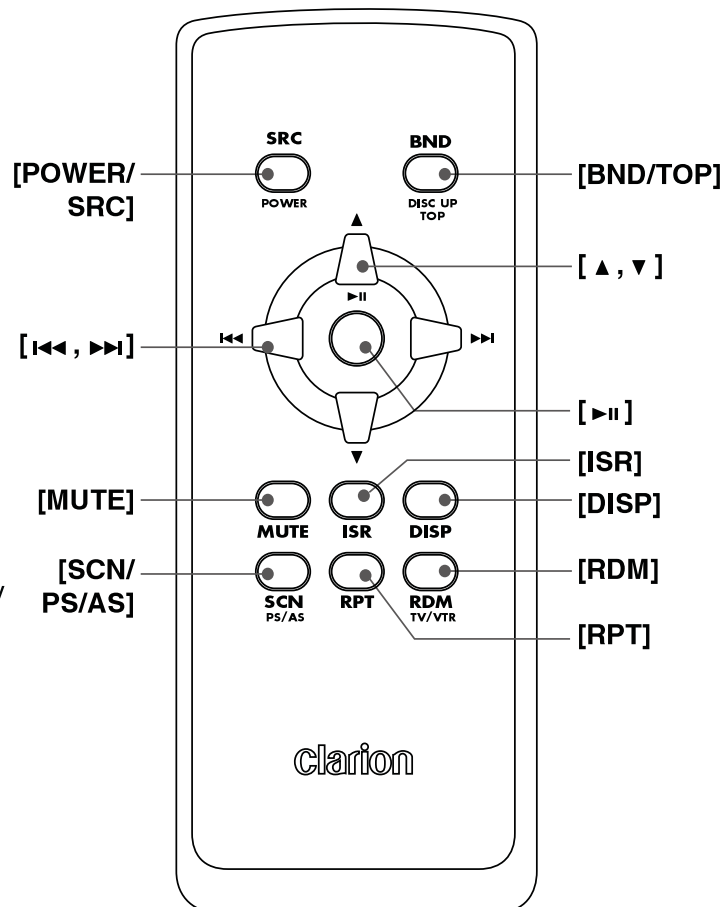 SRC
BND
[POWER/
SRC]
[BND/TOP]
POWER
DISC UP
TOP
▲
[ ▲ , ▼ ]
►II
I◄◄
►►I
[ I◄◄ , ►►I ]
[ ►II ]
▼
[ISR]
[MUTE]
[DISP]
MUTE
ISR
DISP
[SCN/
PS/AS]
/
[RDM]
SCN
RPT
RDM
PS/AS
TV/VTR
[RPT]
clarion